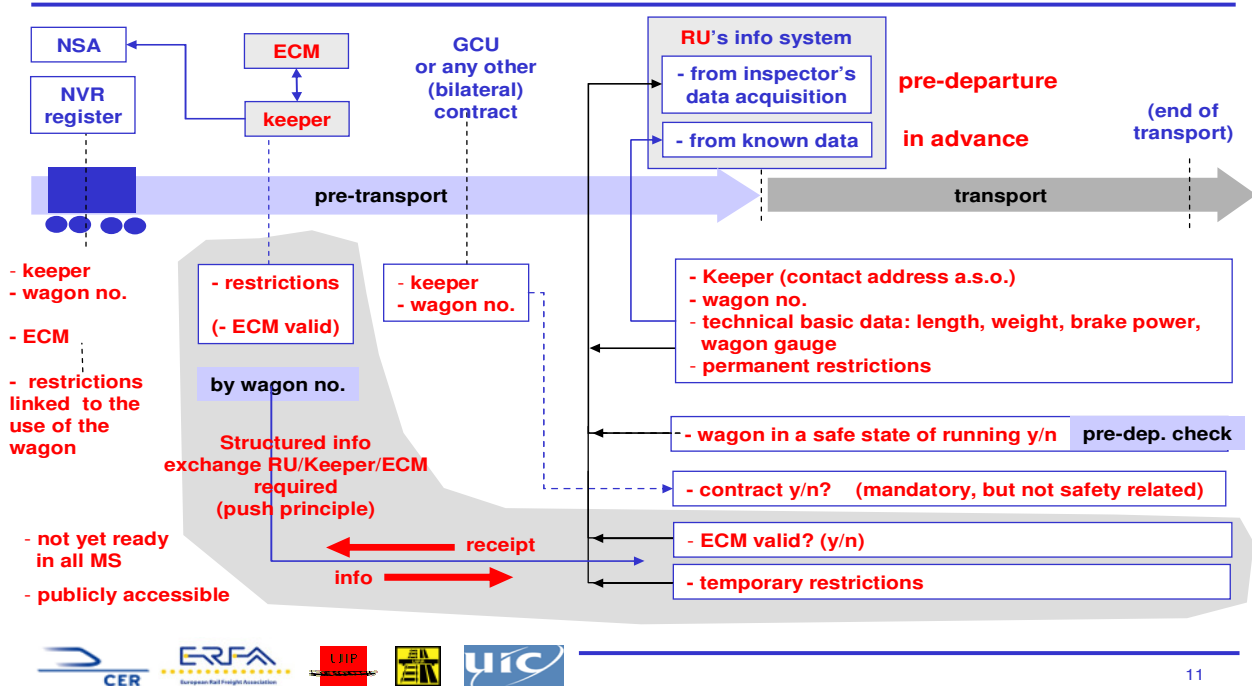 NSA
NVR
register
ECM
keeper
GCU
or any other
(bilateral)
contract
RU's info system
- from inspector's
data acquisition
- from known data
pre-departure
in advance
(end of
transport)
pre-transport
transport
- keeper
- wagon no.
- ECM
- restrictions
linked to the
use of the
wagon
- not yet ready
in all MS
- publicly accessible
- restrictions
(- ECM valid)
by wagon no.
Structured info
exchange RU/Keeper/ECM
required
(push principle)
receipt
info
- keeper
- wagon no.
- Keeper (contact address a.s.o.)
- wagon no.
- technical basic data: length, weight, brake power,
wagon gauge
- permanent restrictions
- wagon in a safe state of running y/n
pre-dep. check
- contract y/n? (mandatory, but not safety related)
- ECM valid? (y/n)
- temporary restrictions
CER
ERFA
European Rail Freight Association
UIP
UIC
11